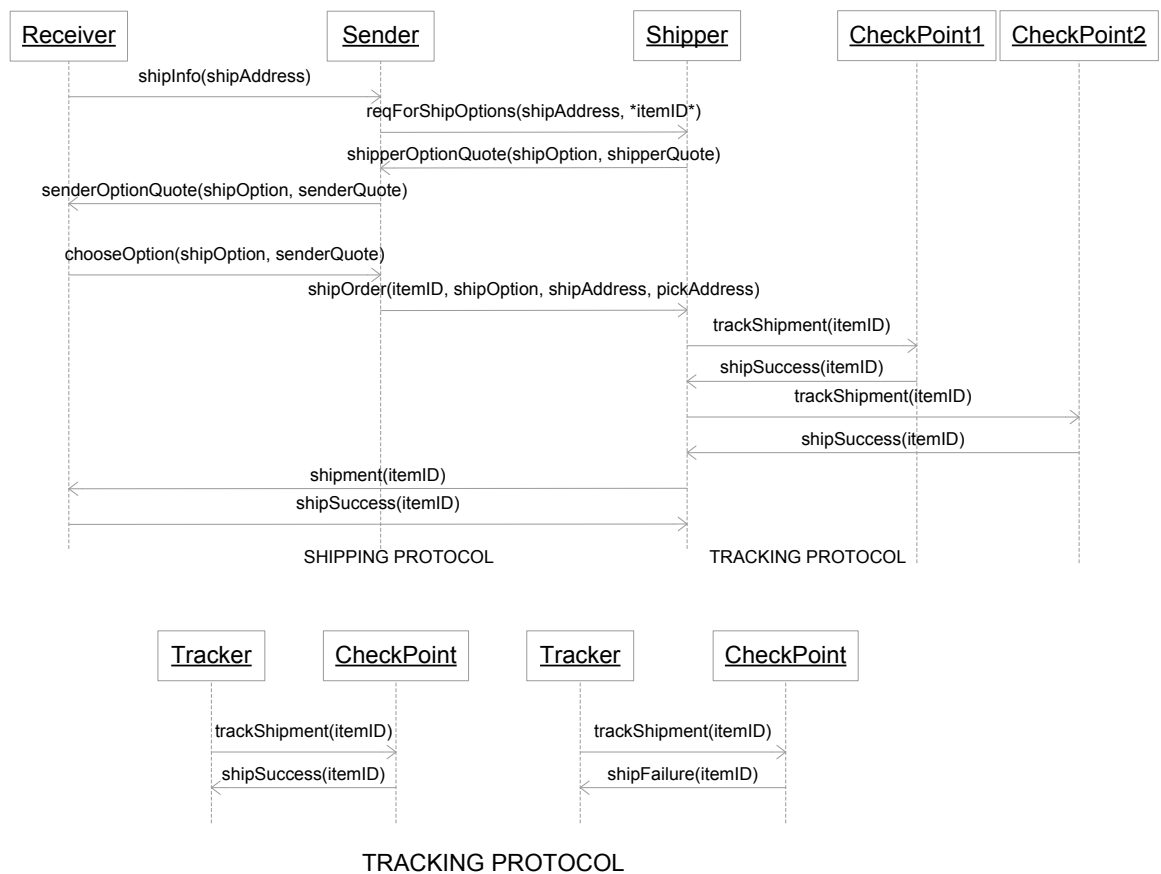 Receiver Sender Shipper CheckPoint1 CheckPoint2
shipInfo(shipAddress)
reqForShipOptions(shipAddress, *itemID*)
shipperOptionQuote(shipOption, shipperQuote)
senderOptionQuote(shipOption, senderQuote)
chooseOption(shipOption, senderQuote)
shipOrder(itemID, shipOption, shipAddress, pickAddress)
trackShipment(itemID)
shipSuccess(itemID)
trackShipment(itemID)
shipSuccess(itemID)
shipment(itemID)
shipSuccess(itemID)
SHIPPING PROTOCOL TRACKING PROTOCOL
Tracker CheckPoint Tracker CheckPoint
trackShipment(itemID) trackShipment(itemID)
shipSuccess(itemID) shipFailure(itemID)
TRACKING PROTOCOL